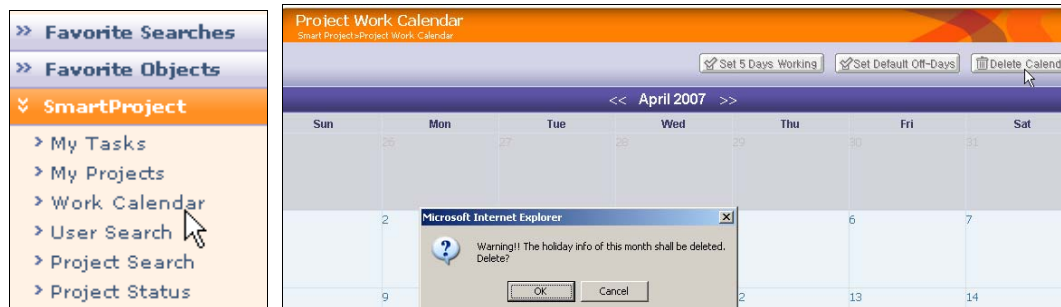 >> Favorite Searches
>> Favorite Objects
SmartProject
> My Tasks
> My Projects
> Work Calendar
> User Search
> Project Search
> Project Status
Project Work Calendar
Smart Project>Project Work Calendar
Set 5 Days Working Set Default Off-Days Delete Calend
<< April 2007 >>
Sun Mon Tue Wed Thu Fri Sat
26 27 28 29 30 31
2 6 7
Microsoft Internet Explorer
Warning!! The holiday info of this month shall be deleted.
Delete?
OK Cancel
9 2 13 14